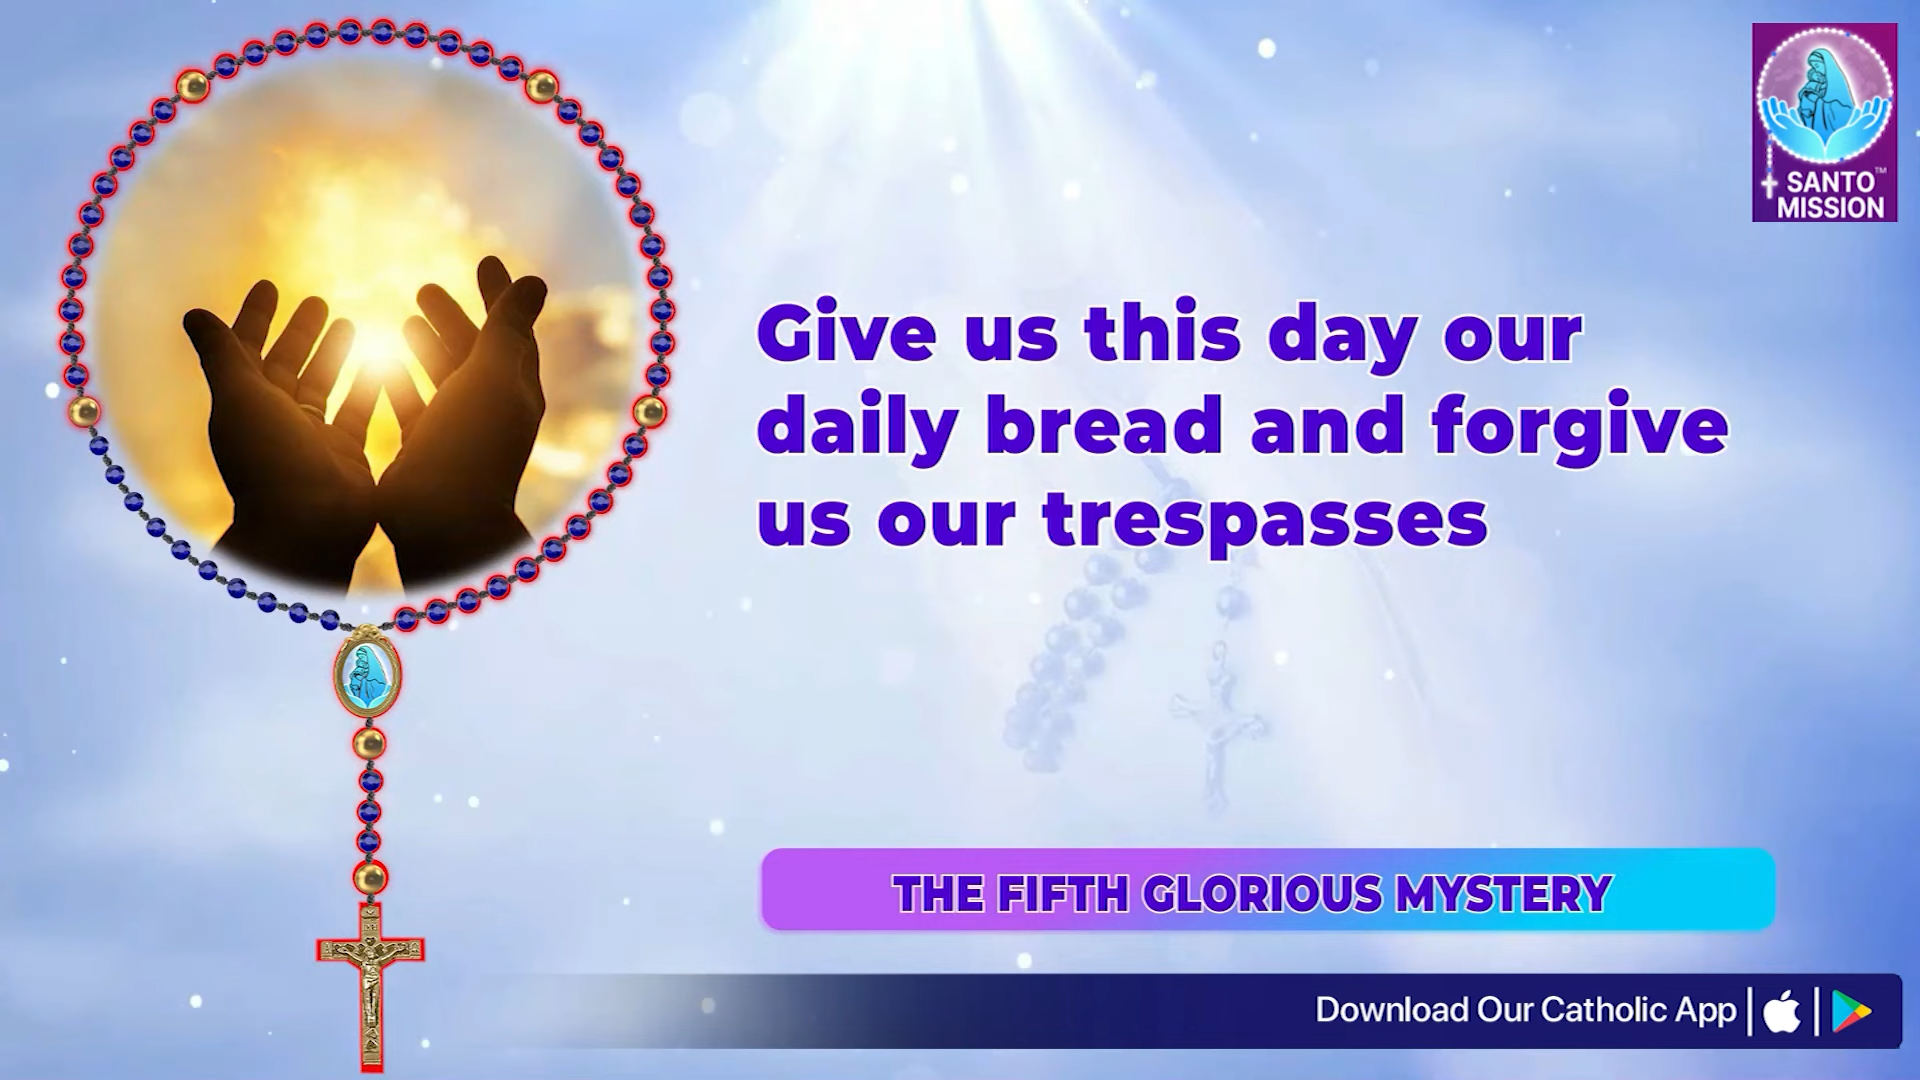 SANTO™
MISSION
Give us this day our
daily bread and forgive
us our trespasses
THE FIFTH GLORIOUS MYSTERY
Download Our Catholic App